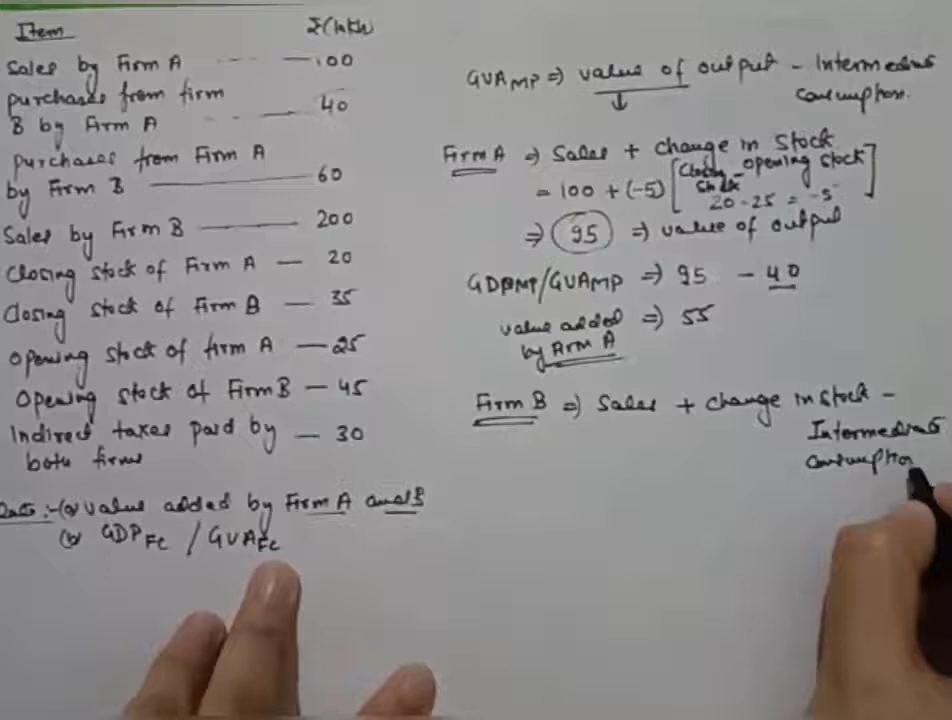 Item ₹(lakh)
Sales by Firm A ---- — 100
purchases from firm
B by Firm A ---- — 40
purchases from Firm A
by Firm B — 60
Sales by Firm B — 200
Closing stock of Firm A — 20
Closing stock of Firm B — 35
opening stock of firm A — 25
Opening stock of Firm B — 45
Indirect taxes paid by
both firms — 30
:-(a) value added by Firm A and B
(b) GDPFC / GVAFC
GVAMP => value of output - Intermediate
consumption.
↓
Firm A => Sales + change in stock
= 100 + (-5) [Closing stock - opening stock
20 - 25 = -5]
=> 95 => value of output
GDPMP/GVAMP => 95 - 40
value added => 55
by Firm A
Firm B => Sales + change in stock -
Intermediate
consumption